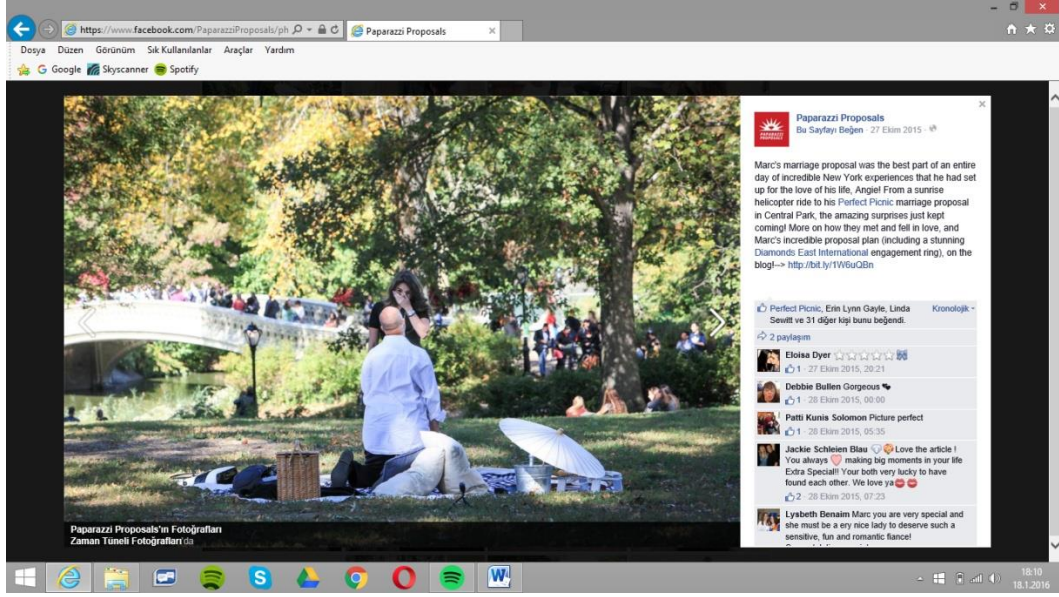 https://www.facebook.com/PaparazziProposals/ph
Paparazzi Proposals
Dosya Düzen Görünüm Sık Kullanılanlar Araçlar Yardım
Google Skyscanner Spotify
Paparazzi Proposals
Bu Sayfayı Beğen · 27 Ekim 2015 ·
Marc's marriage proposal was the best part of an entire
day of incredible New York experiences that he had set
up for the love of his life, Angie! From a sunrise
helicopter ride to his Perfect Picnic marriage proposal
in Central Park, the amazing surprises just kept
coming! More on how they met and fell in love, and
Marc's incredible proposal plan (including a stunning
Diamonds East International engagement ring), on the
blog!--> http://bit.ly/1W6uQBn
Perfect Picnic, Erin Lynn Gayle, Linda Kronolojik
Sewitt ve 31 diğer kişi bunu beğendi.
2 paylaşım
Eloisa Dyer
1 · 27 Ekim 2015, 20:21
Debbie Bullen Gorgeous
1 · 28 Ekim 2015, 00:00
Patti Kunis Solomon Picture perfect
1 · 28 Ekim 2015, 05:35
Jackie Schleien Blau Love the article !
You always making big moments in your life
Extra Special!! Your both very lucky to have
found each other. We love ya
2 · 28 Ekim 2015, 07:23
Lysbeth Benaim Marc you are very special and
she must be a ery nice lady to deserve such a
sensitive, fun and romantic fiance!
Paparazzi Proposals'ın Fotoğrafları
Zaman Tüneli Fotoğrafları'da
18:10
18.1.2016